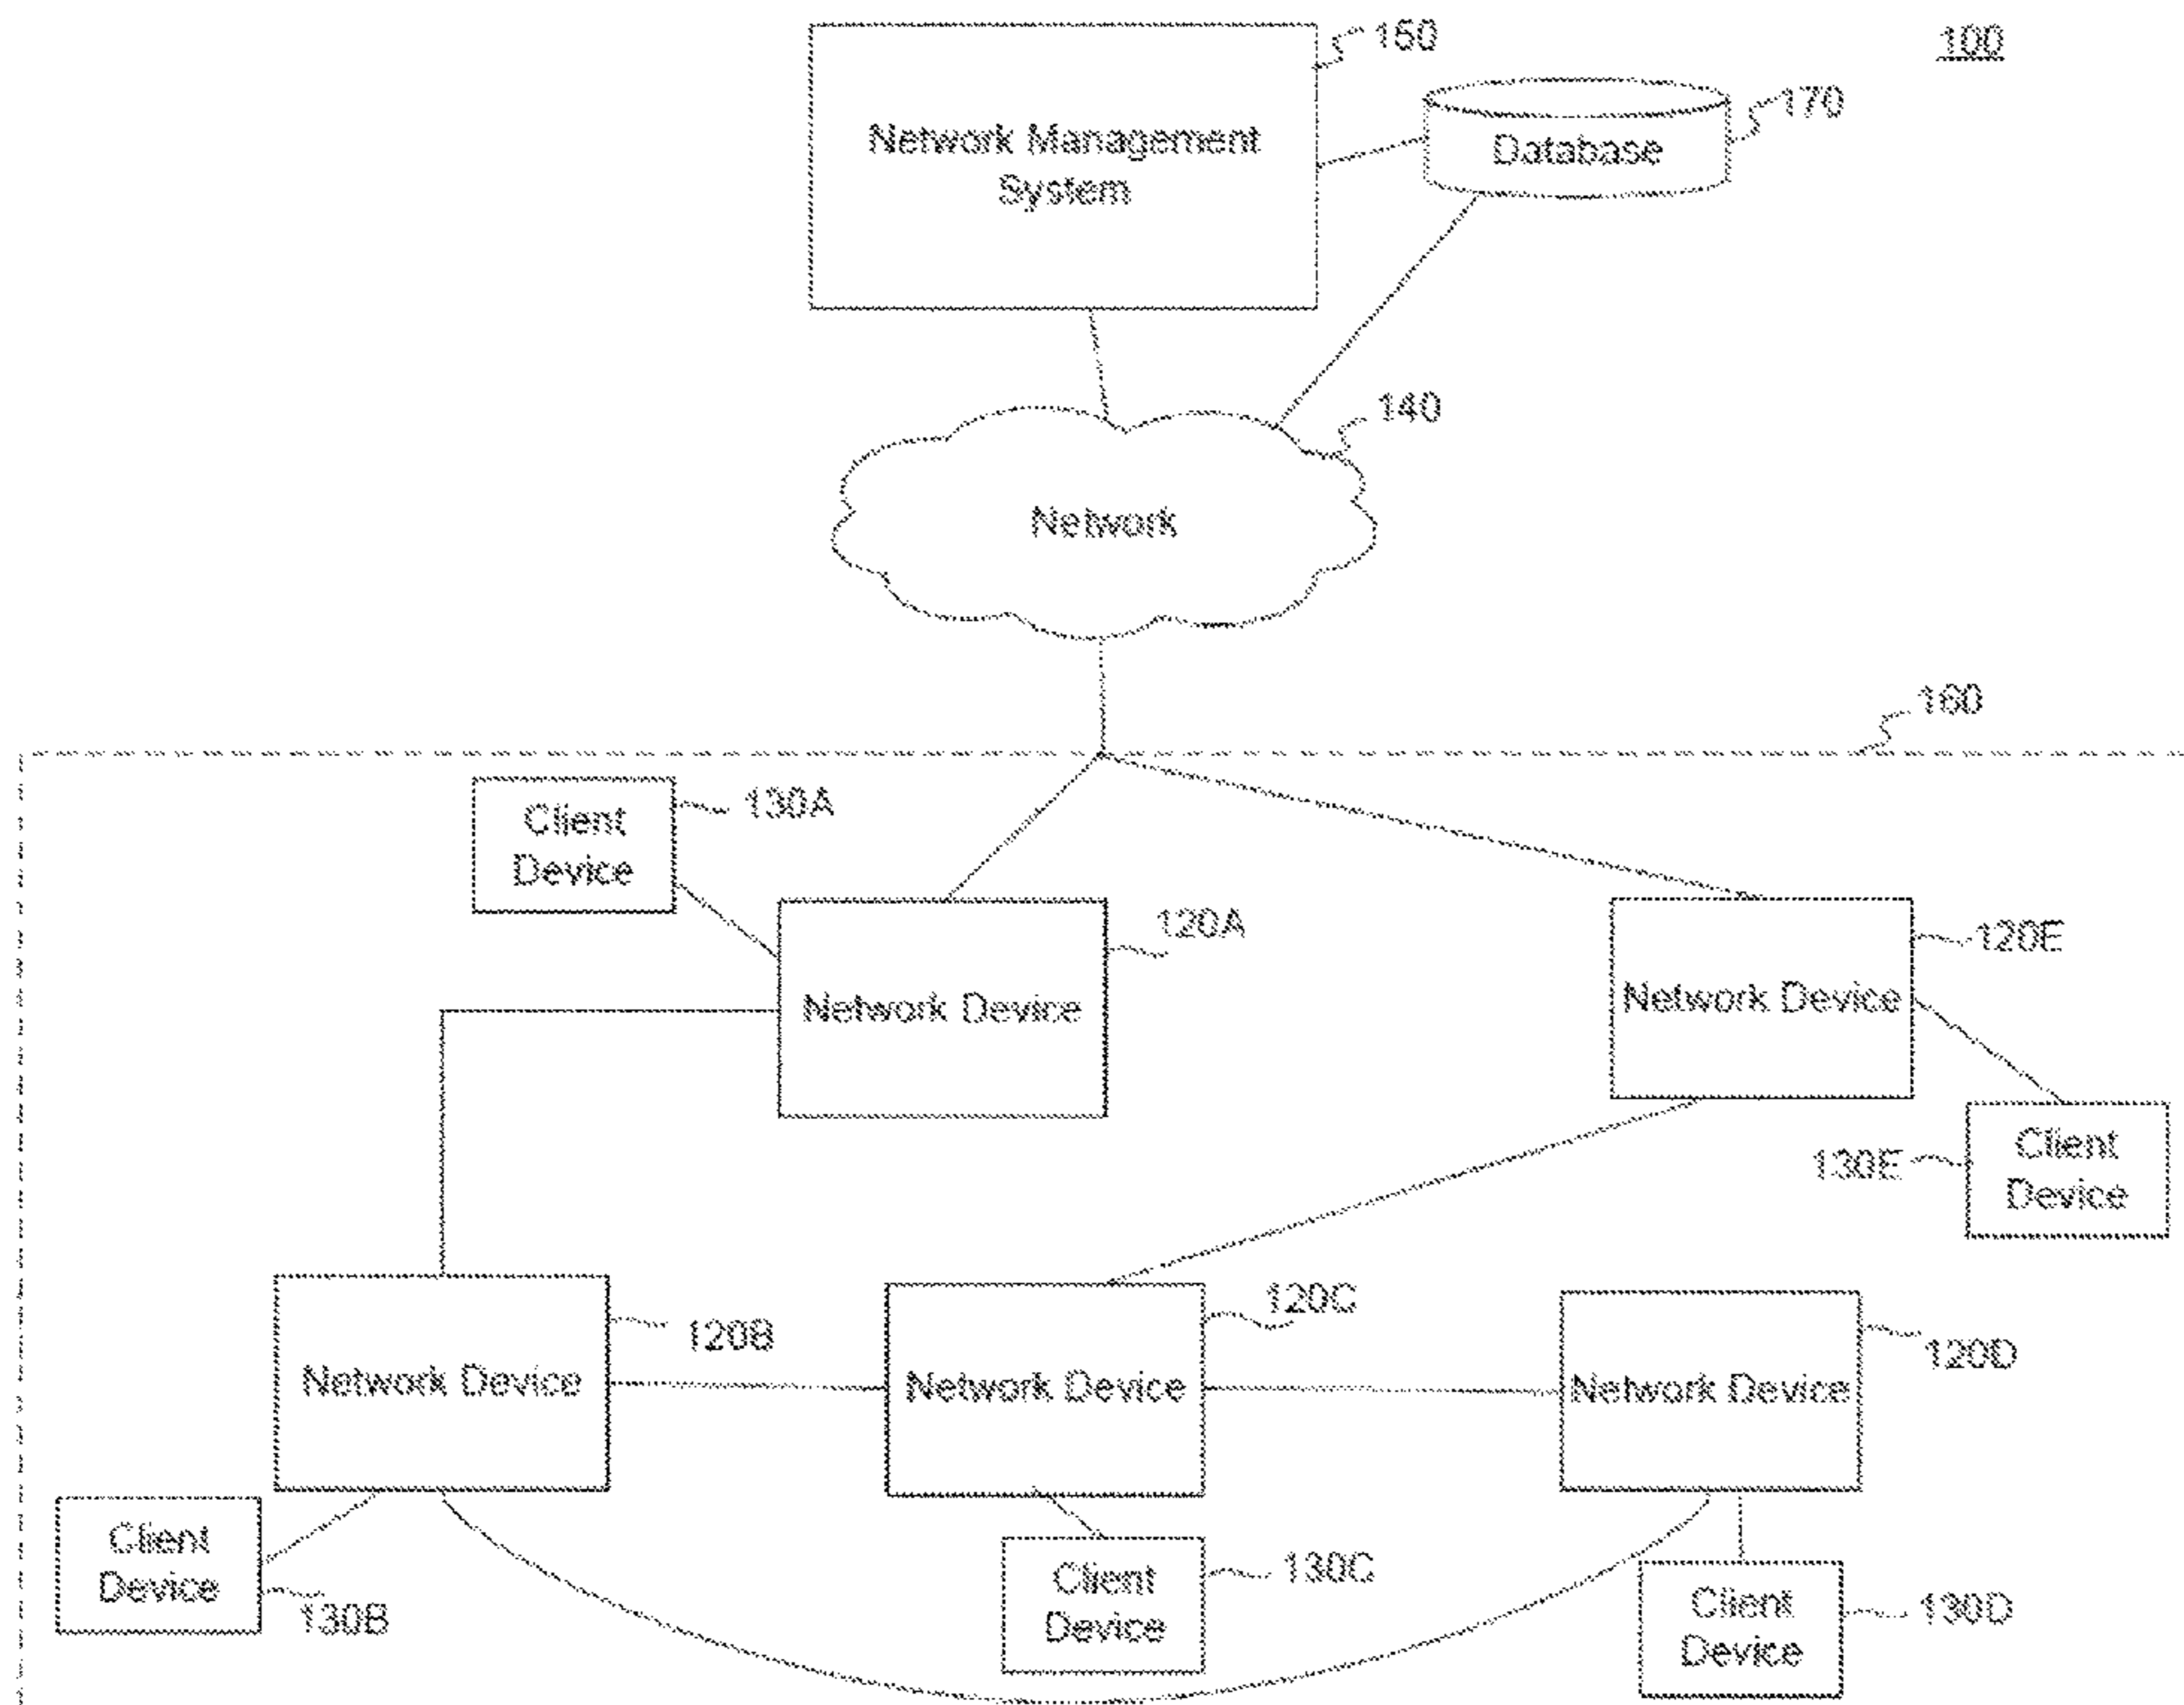 100
150
Network Management
System
170
Database
140
Network
160
130A
Client
Device
120A
Network Device
120E
Network Device
130E
Client
Device
120B
Network Device
120C
Network Device
120D
Network Device
Client
Device
130B
Client
Device
130C
Client
Device
130D